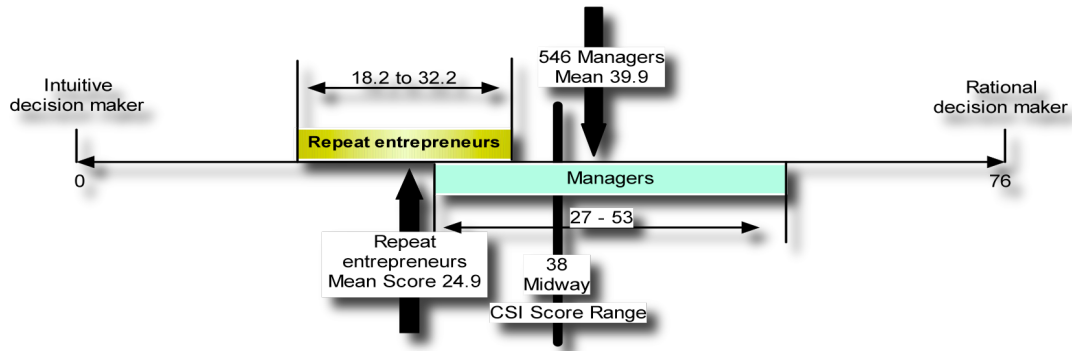 546 Managers
Mean 39.9
18.2 to 32.2
Intuitive
decision maker
Rational
decision maker
Repeat entrepreneurs
0
76
Managers
27 - 53
Repeat
entrepreneurs
Mean Score 24.9
38
Midway
CSI Score Range